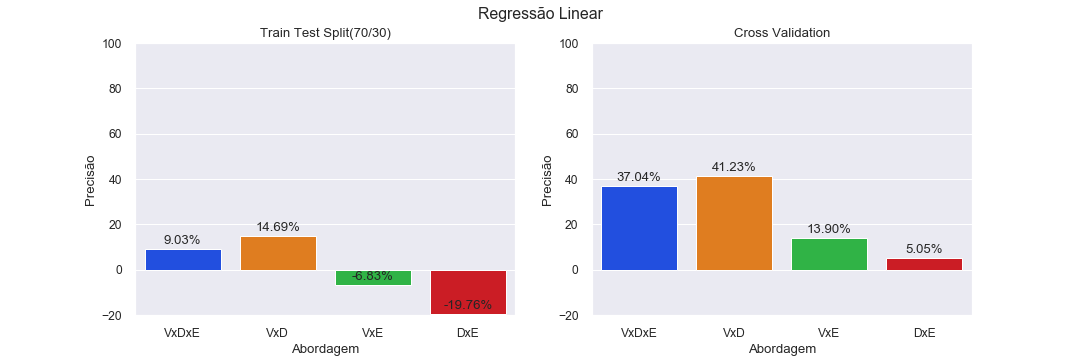 Regressão Linear
Train Test Split(70/30)
100
80
60
40
20
0
−20
Precisão
9.03%
14.69%
-6.83%
-19.76%
VxDxE
VxD
VxE
DxE
Abordagem
Cross Validation
100
80
60
40
20
0
−20
Precisão
37.04%
41.23%
13.90%
5.05%
VxDxE
VxD
VxE
DxE
Abordagem